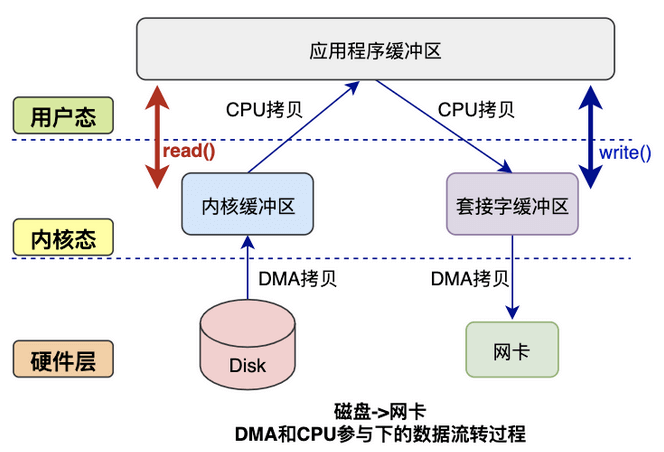 应用程序缓冲区
用户态
CPU拷贝
CPU拷贝
read()
write()
内核缓冲区
套接字缓冲区
内核态
DMA拷贝
DMA拷贝
硬件层
Disk
网卡
磁盘->网卡
DMA和CPU参与下的数据流转过程